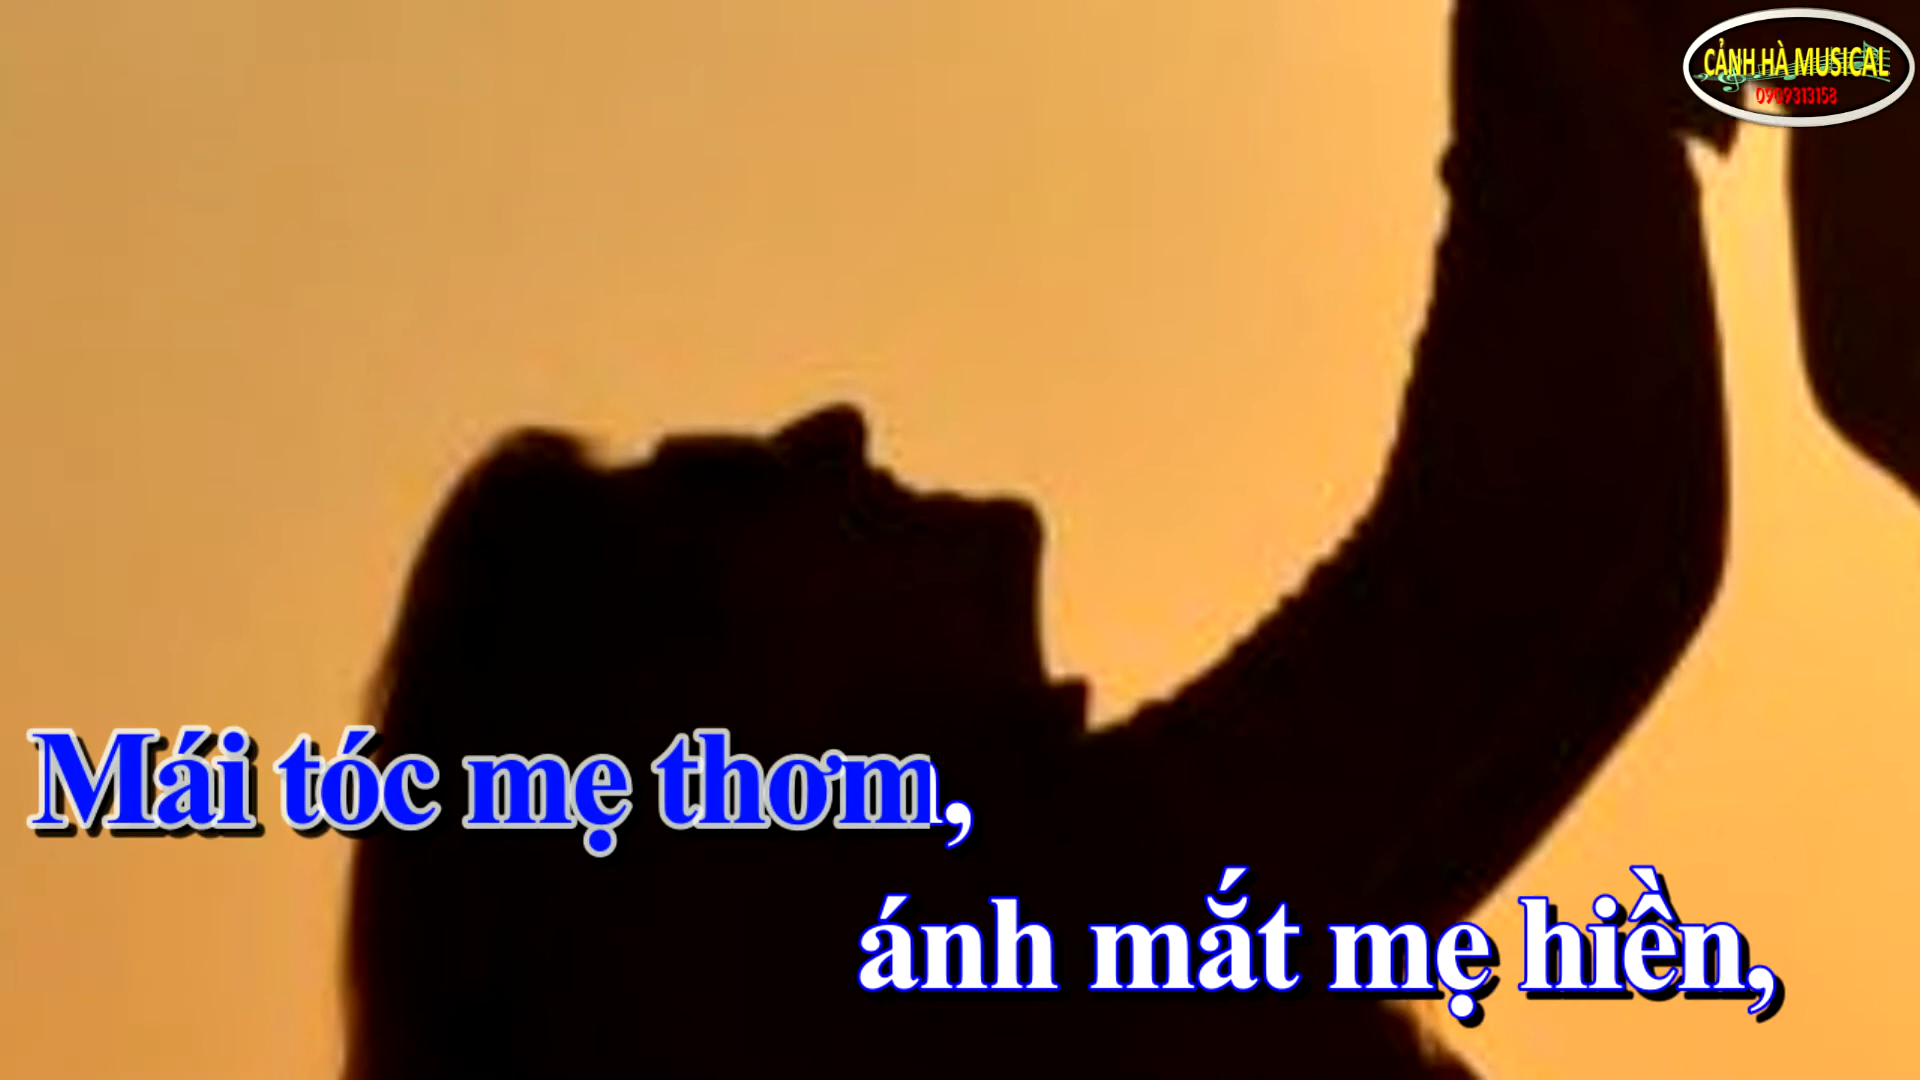 CẢNH HÀ MUSICAL
0909313158
Mái tóc mẹ thơm,
ánh mắt mẹ hiền,